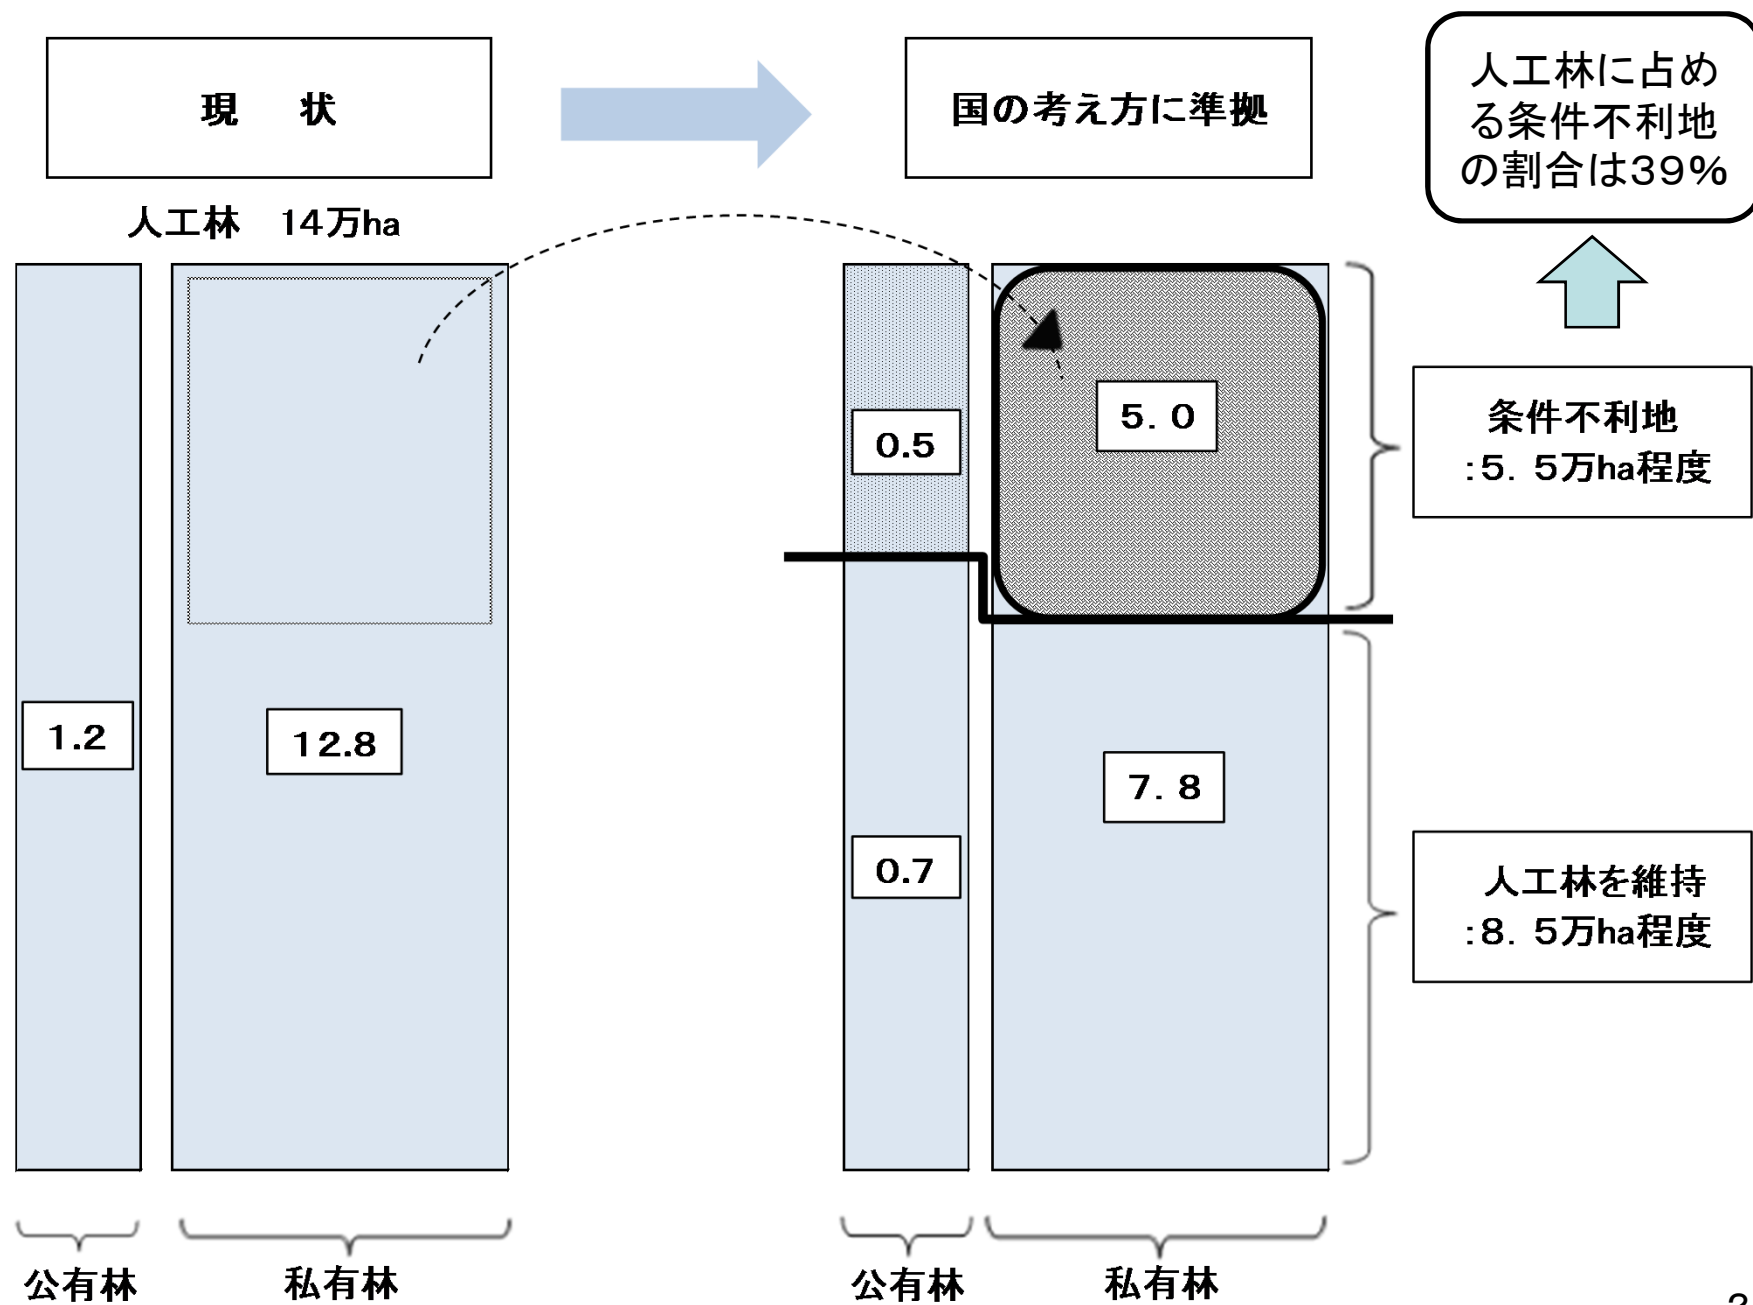 現　状
国の考え方に準拠
人工林に占め
る条件不利地
の割合は39%
人工林　14万ha
1.2
12.8
0.5
5.0
0.7
7.8
条件不利地
:5.5万ha程度
人工林を維持
:8.5万ha程度
公有林
私有林
公有林
私有林